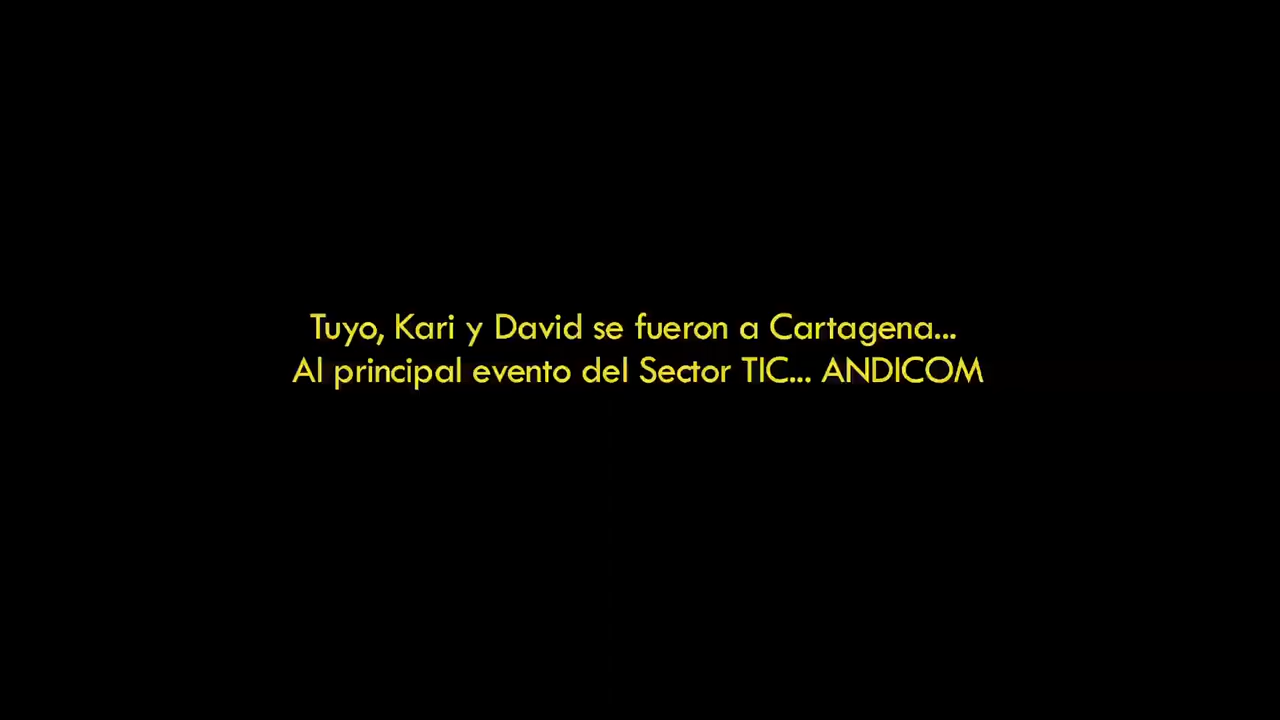 Tuyo, Kari y David se fueron a Cartagena...
Al principal evento del Sector TIC... ANDICOM